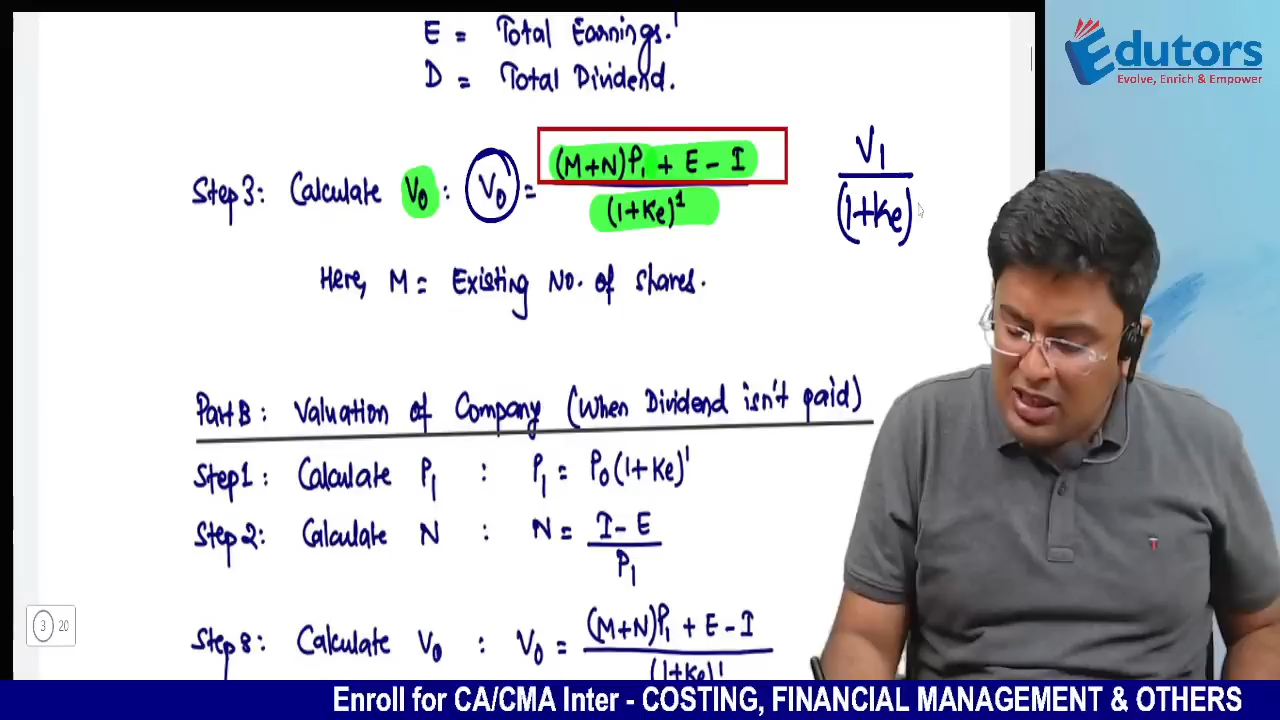 E = Total Earnings.
D = Total Dividend.
Edutors
Evolve, Enrich & Empower
Step 3: Calculate V0 : V0 = (M+N)P1 + E - I / (1+Ke)^1
V1 / (1+Ke)
Here, M = Existing No. of shares.
Part B: Valuation of Company (When Dividend isn't paid)
Step 1: Calculate P1 : P1 = P0 (1+Ke)^1
Step 2: Calculate N : N = I - E / P1
Step 3: Calculate V0 : V0 = (M+N)P1 + E - I / (1+Ke)^1
3 20
Enroll for CA/CMA Inter - COSTING, FINANCIAL MANAGEMENT & OTHERS